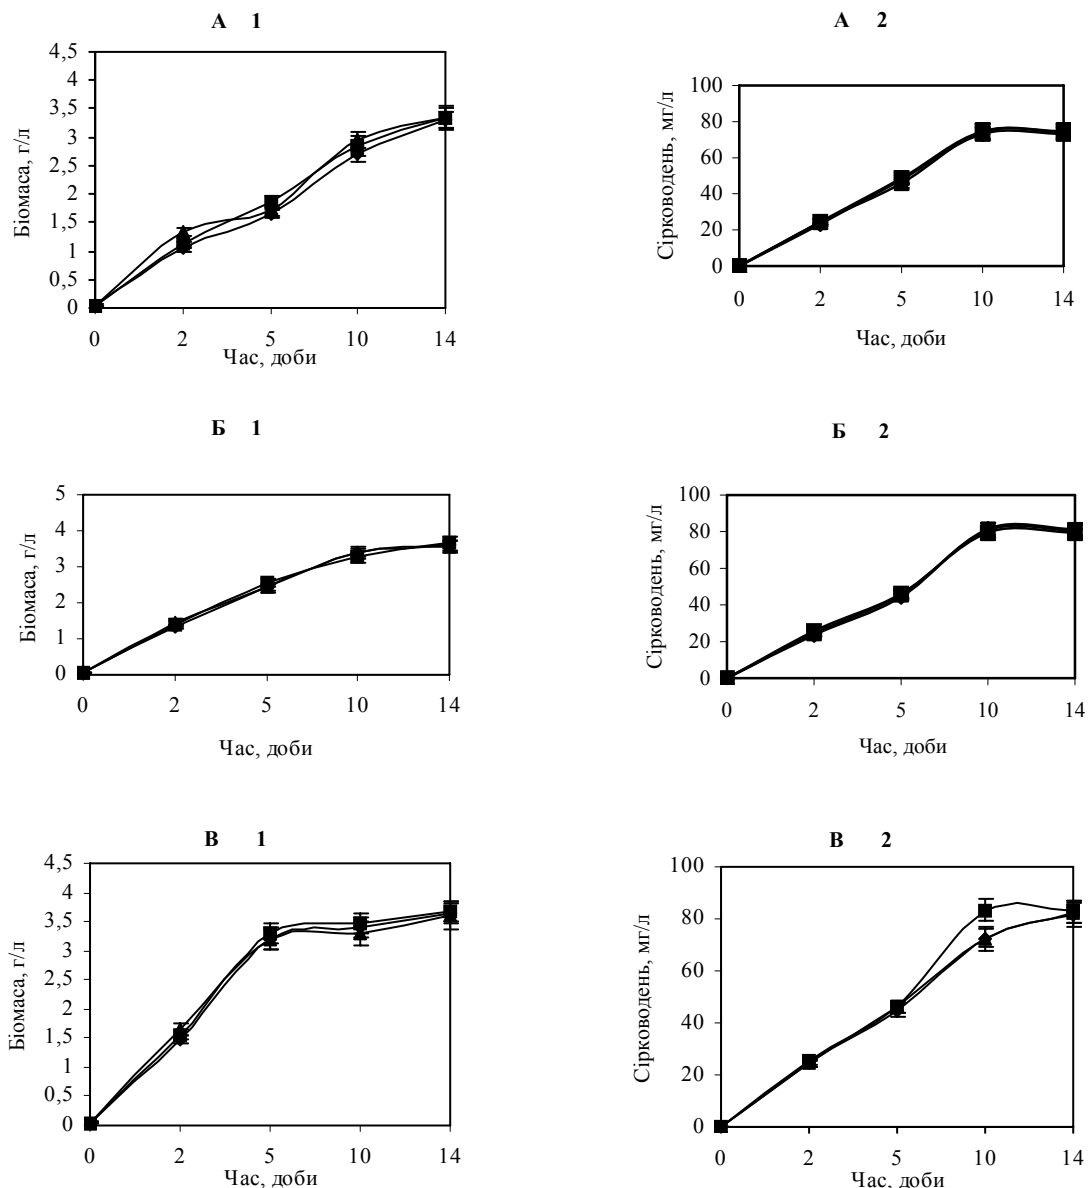 А 1
4,5
4
3,5
3
2,5
2
1,5
1
0,5
0
Біомаса, г/л
0 2 5 10 14
Час, доби
А 2
100
80
60
40
20
0
Сірководень, мг/л
0 2 5 10 14
Час, доби
Б 1
5
4
3
2
1
0
Біомаса, г/л
0 2 5 10 14
Час, доби
Б 2
100
80
60
40
20
0
Сірководень, мг/л
0 2 5 10 14
Час, доби
В 1
4,5
4
3,5
3
2,5
2
1,5
1
0,5
0
Біомаса, г/л
0 2 5 10 14
Час, доби
В 2
100
80
60
40
20
0
Сірководень, мг/л
0 2 5 10 14
Час, доби